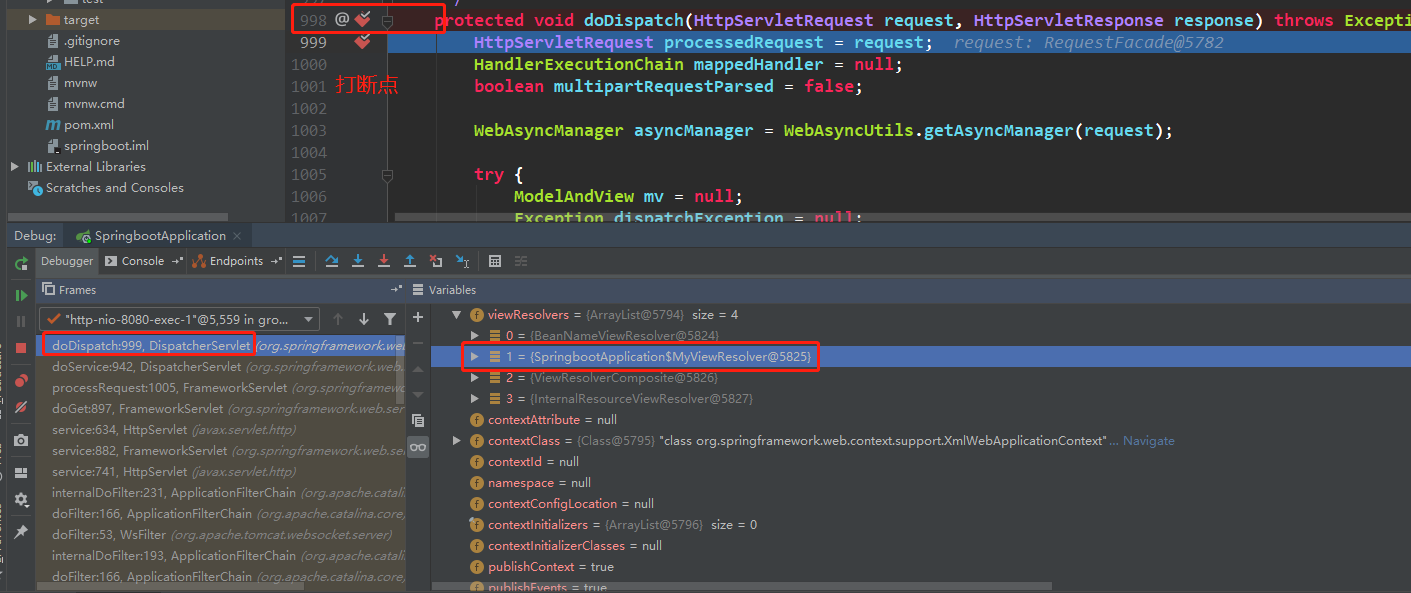 test
target
.gitignore
HELP.md
mvnw
mvnw.cmd
pom.xml
springboot.iml
External Libraries
Scratches and Consoles
998 @ protected void doDispatch(HttpServletRequest request, HttpServletResponse response) throws Excepti
999 HttpServletRequest processedRequest = request; request: RequestFacade@5782
1000 HandlerExecutionChain mappedHandler = null;
1001 打断点 boolean multipartRequestParsed = false;
1002
1003 WebAsyncManager asyncManager = WebAsyncUtils.getAsyncManager(request);
1004
1005 try {
1006 ModelAndView mv = null;
1007 Exception dispatchException = null;
Debug: SpringbootApplication
Debugger Console Endpoints
Frames
"http-nio-8080-exec-1"@5,559 in gro...
doDispatch:999, DispatcherServlet (org.springframework.we
doService:942, DispatcherServlet (org.springframework.web.
processRequest:1005, FrameworkServlet (org.springframew
doGet:897, FrameworkServlet (org.springframework.web.ser
service:634, HttpServlet (javax.servlet.http)
service:882, FrameworkServlet (org.springframework.web.se
service:741, HttpServlet (javax.servlet.http)
internalDoFilter:231, ApplicationFilterChain (org.apache.catalina
doFilter:166, ApplicationFilterChain (org.apache.catalina.core)
doFilter:53, WsFilter (org.apache.tomcat.websocket.server)
internalDoFilter:193, ApplicationFilterChain (org.apache.catalina
doFilter:166, ApplicationFilterChain (org.apache.catalina.core)
Variables
viewResolvers = {ArrayList@5794} size = 4
0 = {BeanNameViewResolver@5824}
1 = {SpringbootApplication$MyViewResolver@5825}
2 = {ViewResolverComposite@5826}
3 = {InternalResourceViewResolver@5827}
contextAttribute = null
contextClass = {Class@5795} "class org.springframework.web.context.support.XmlWebApplicationContext"... Navigate
contextId = null
namespace = null
contextConfigLocation = null
contextInitializers = {ArrayList@5796} size = 0
contextInitializerClasses = null
publishContext = true
publishEvents = true